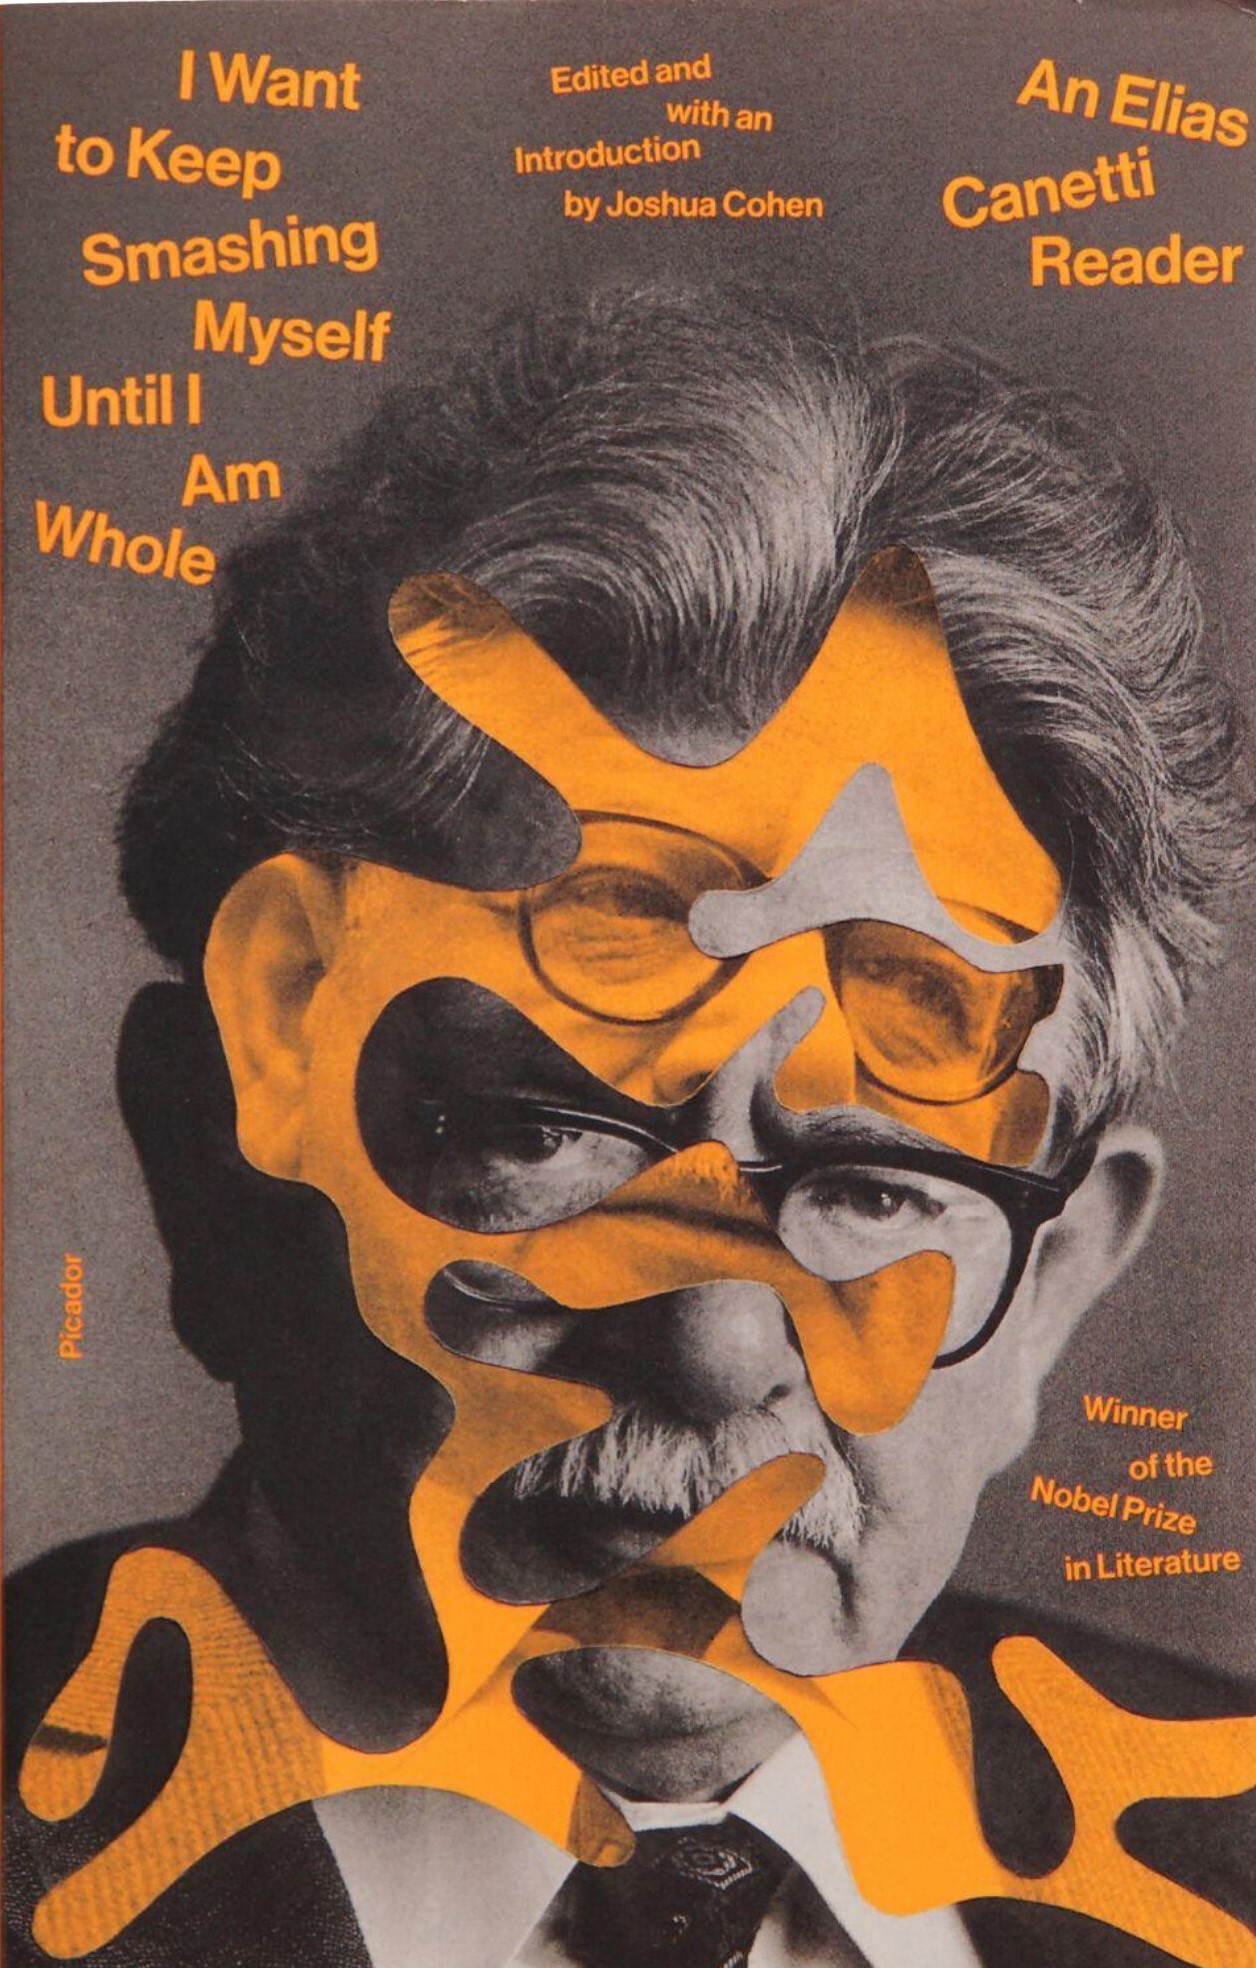 I Want
to Keep
Smashing
Myself
Until I
Am
Whole
Edited and
with an
Introduction
by Joshua Cohen
An Elias
Canetti
Reader
Picador
Winner
of the
Nobel Prize
in Literature